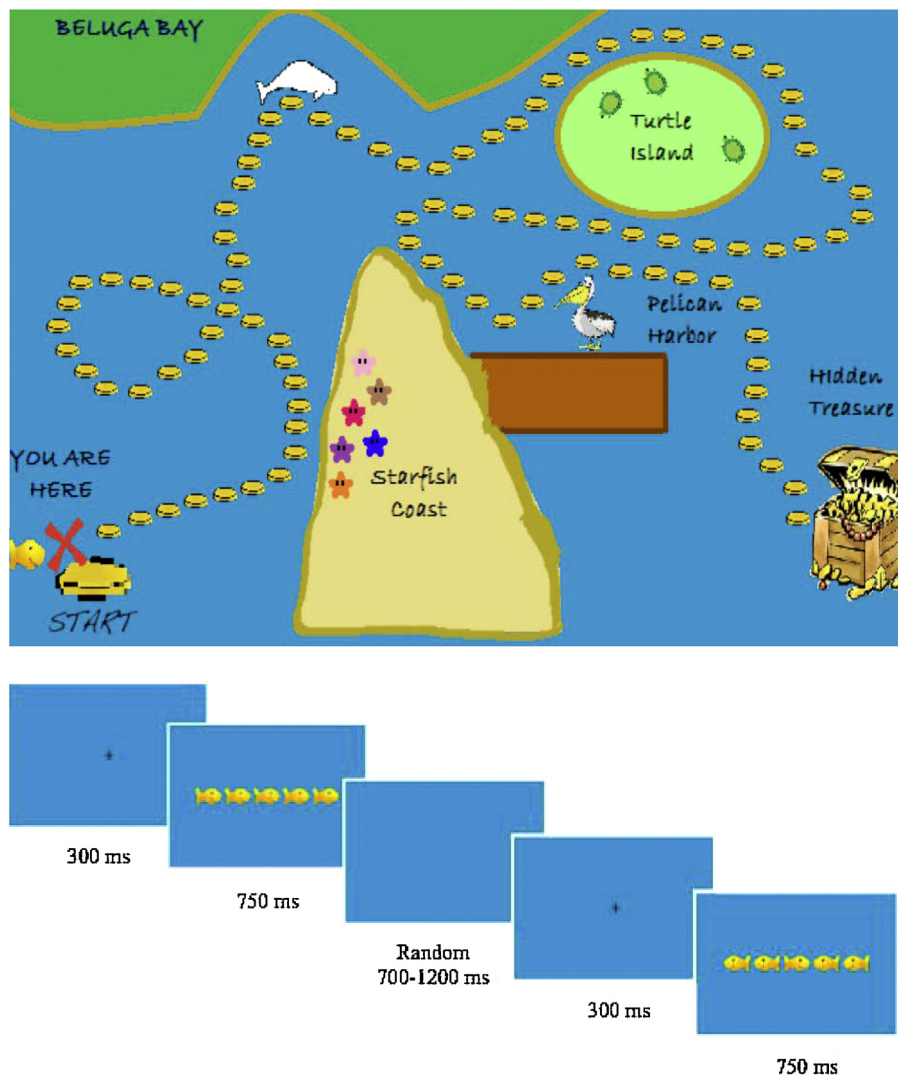 BELUGA BAY
Turtle
Island
Pelican
Harbor
Hidden
Treasure
YOU ARE
HERE
Starfish
Coast
START
300 ms
750 ms
Random
700-1200 ms
300 ms
750 ms